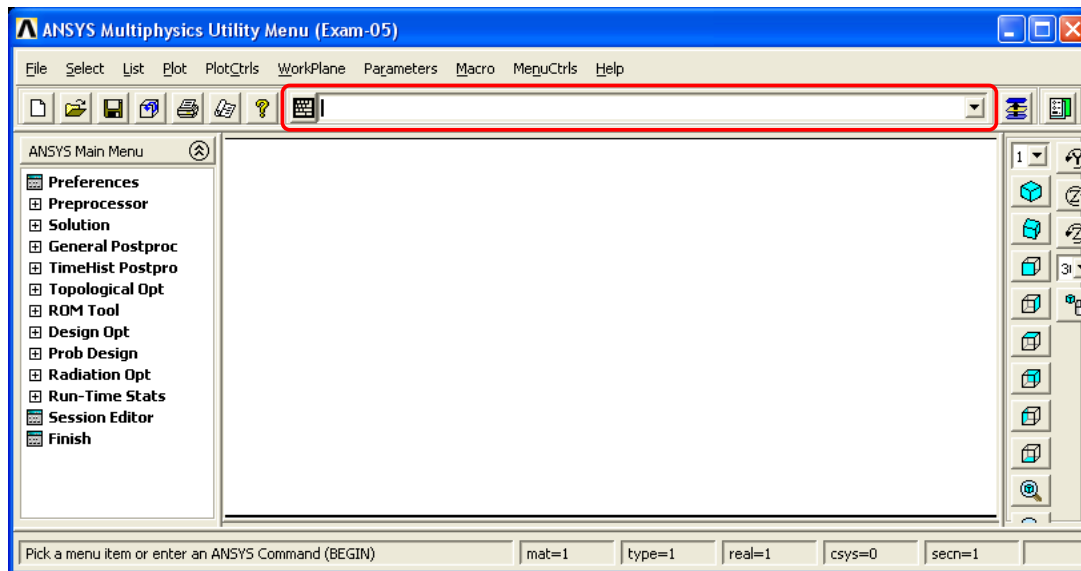 ANSYS Multiphysics Utility Menu (Exam-05)
File Select List Plot PlotCtrls WorkPlane Parameters Macro MenuCtrls Help
ANSYS Main Menu
Preferences
Preprocessor
Solution
General Postproc
TimeHist Postpro
Topological Opt
ROM Tool
Design Opt
Prob Design
Radiation Opt
Run-Time Stats
Session Editor
Finish
1
Pick a menu item or enter an ANSYS Command (BEGIN) mat=1 type=1 real=1 csys=0 secn=1